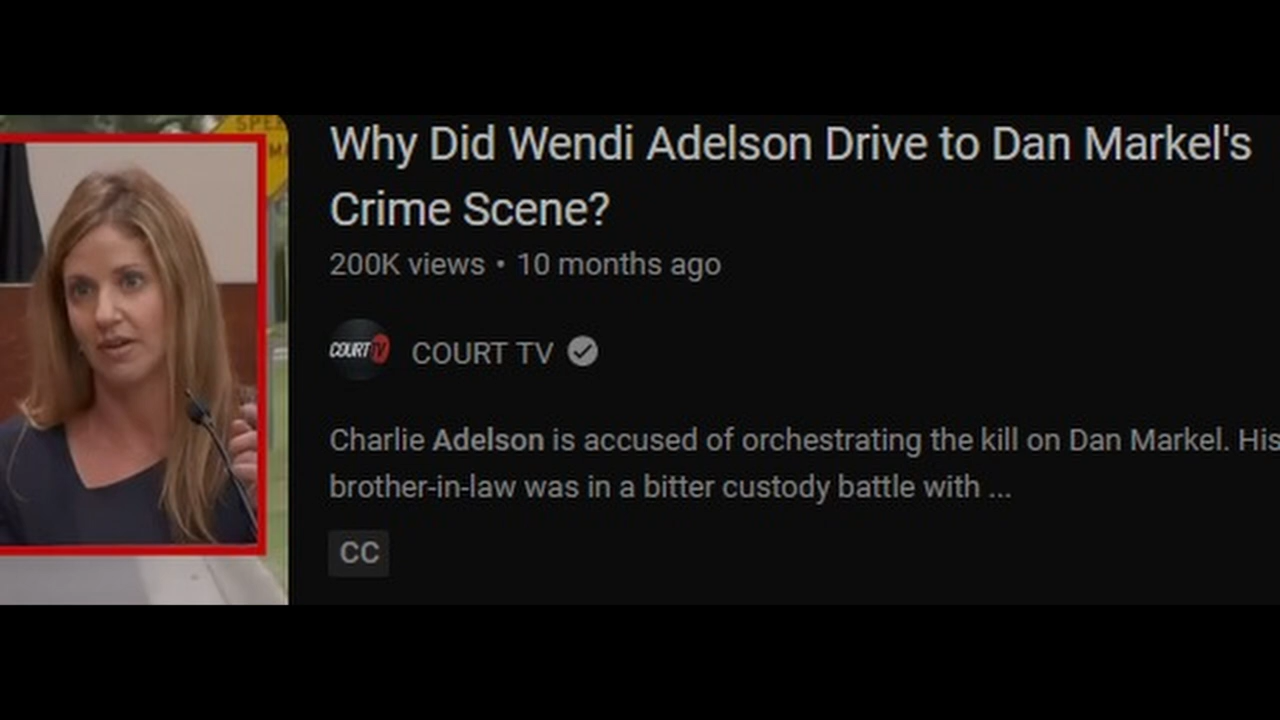 SPEE
MA
Why Did Wendi Adelson Drive to Dan Markel's
Crime Scene?
200K views • 10 months ago
COURT TV
COURT TV
Charlie Adelson is accused of orchestrating the kill on Dan Markel. His
brother-in-law was in a bitter custody battle with ...
CC